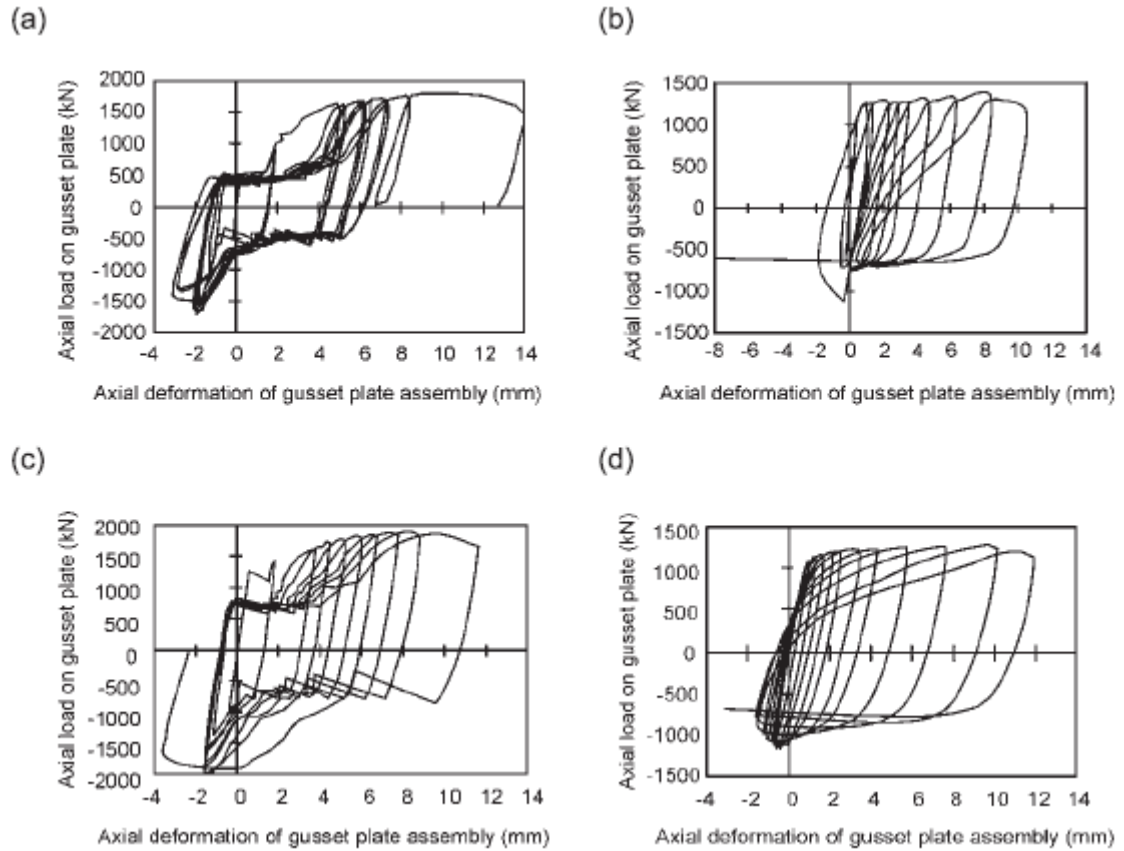 (a)
(b)
Axial load on gusset plate (kN)
2000
1500
1000
500
0
-500
-1000
-1500
-2000
-4 -2 0 2 4 6 8 10 12 14
Axial deformation of gusset plate assembly (mm)
Axial load on gusset plate (kN)
1500
1000
500
0
-500
-1000
-1500
-8 -6 -4 -2 0 2 4 6 8 10 12 14
Axial deformation of gusset plate assembly (mm)
(c)
(d)
Axial load on gusset plate (kN)
2000
1500
1000
500
0
-500
-1000
-1500
-2000
-4 -2 0 2 4 6 8 10 12 14
Axial deformation of gusset plate assembly (mm)
Axial load on gusset plate (kN)
1500
1000
500
0
-500
-1000
-1500
-4 -2 0 2 4 6 8 10 12 14
Axial deformation of gusset plate assembly (mm)